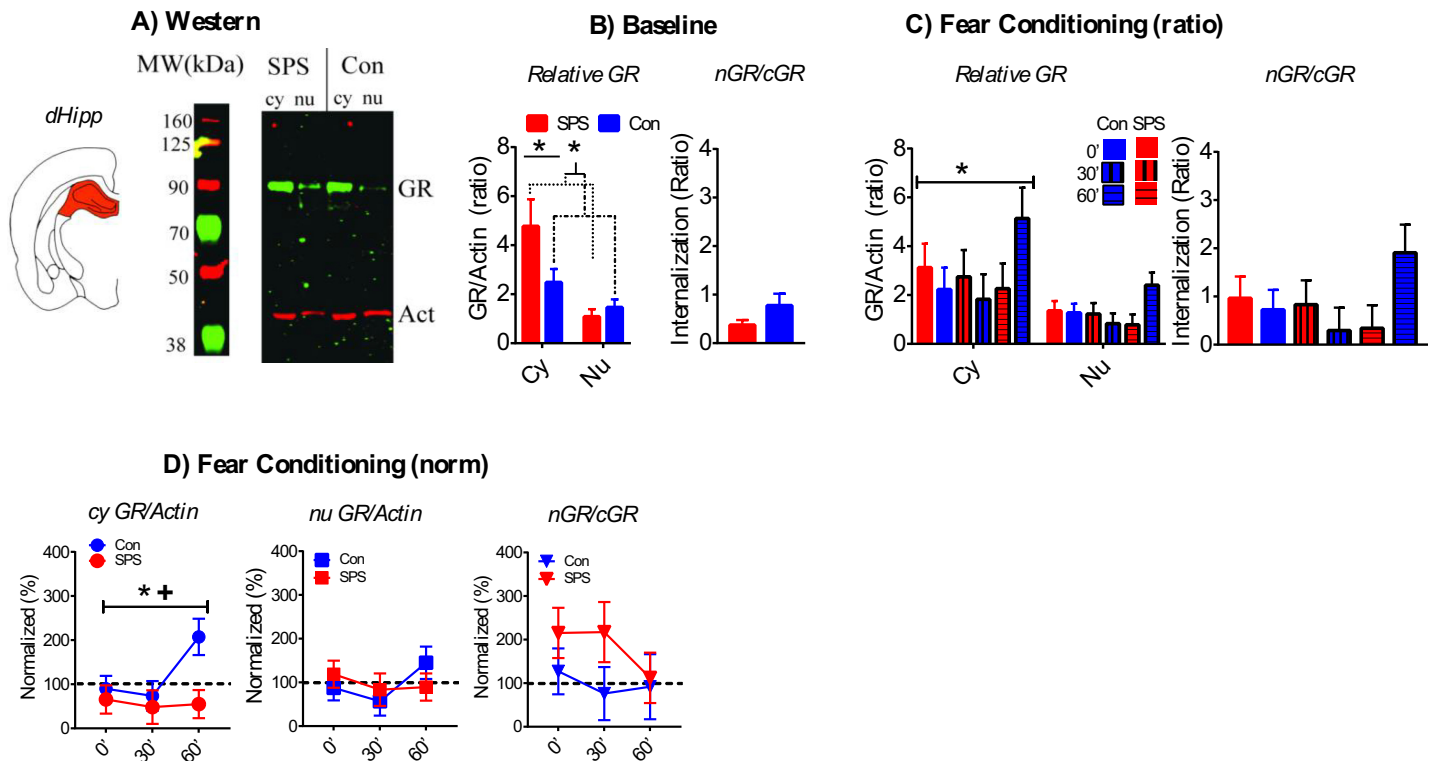 A) Western
MW(kDa)
SPS
Con
cy
nu
cy
nu
dHipp
160
125
90
70
50
38
GR
Act
B) Baseline
Relative GR
nGR/cGR
SPS
Con
*
*
GR/Actin (ratio)
8
6
4
2
0
Cy
Nu
Internalization (Ratio)
4
3
2
1
0
C) Fear Conditioning (ratio)
Relative GR
nGR/cGR
Con
SPS
0'
30'
60'
*
GR/Actin (ratio)
8
6
4
2
0
Cy
Nu
Internalization (Ratio)
4
3
2
1
0
D) Fear Conditioning (norm)
cy GR/Actin
Con
SPS
* +
Normalized (%)
400
300
200
100
0
0'
30'
60'
nu GR/Actin
Con
SPS
Normalized (%)
400
300
200
100
0
0'
30'
60'
nGR/cGR
Con
SPS
Normalized (%)
400
300
200
100
0
0'
30'
60'